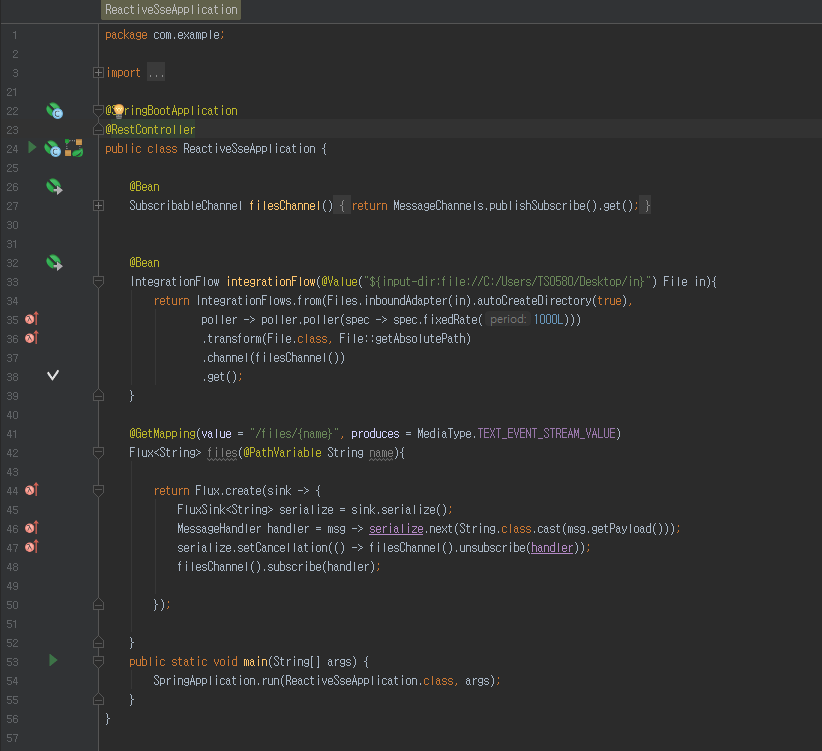 ReactiveSseApplication
1 package com.example;
2
3 import ...
21
22 @SpringBootApplication
23 @RestController
24 public class ReactiveSseApplication {
25
26 @Bean
27 SubscribableChannel filesChannel() { return MessageChannels.publishSubscribe().get(); }
30
31
32 @Bean
33 IntegrationFlow integrationFlow(@Value("${input-dir:file://C:/Users/TS0580/Desktop/in}") File in){
34 return IntegrationFlows.from(Files.inboundAdapter(in).autoCreateDirectory(true),
35 poller -> poller.poller(spec -> spec.fixedRate( period: 1000L)))
36 .transform(File.class, File::getAbsolutePath)
37 .channel(filesChannel())
38 .get();
39 }
40
41 @GetMapping(value = "/files/{name}", produces = MediaType.TEXT_EVENT_STREAM_VALUE)
42 Flux<String> files(@PathVariable String name){
43
44 return Flux.create(sink -> {
45 FluxSink<String> serialize = sink.serialize();
46 MessageHandler handler = msg -> serialize.next(String.class.cast(msg.getPayload()));
47 serialize.setCancellation(() -> filesChannel().unsubscribe(handler));
48 filesChannel().subscribe(handler);
49
50 });
51
52 }
53 public static void main(String[] args) {
54 SpringApplication.run(ReactiveSseApplication.class, args);
55 }
56 }
57